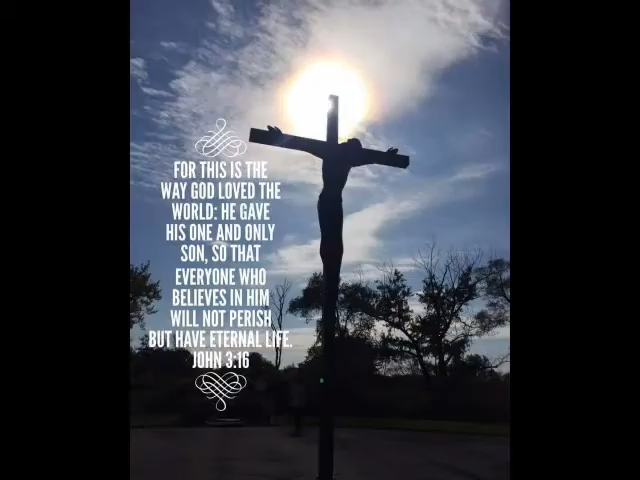 FOR THIS IS THE
WAY GOD LOVED THE
WORLD: HE GAVE
HIS ONE AND ONLY
SON, SO THAT
EVERYONE WHO
BELIEVES IN HIM
WILL NOT PERISH
BUT HAVE ETERNAL LIFE.
JOHN 3:16